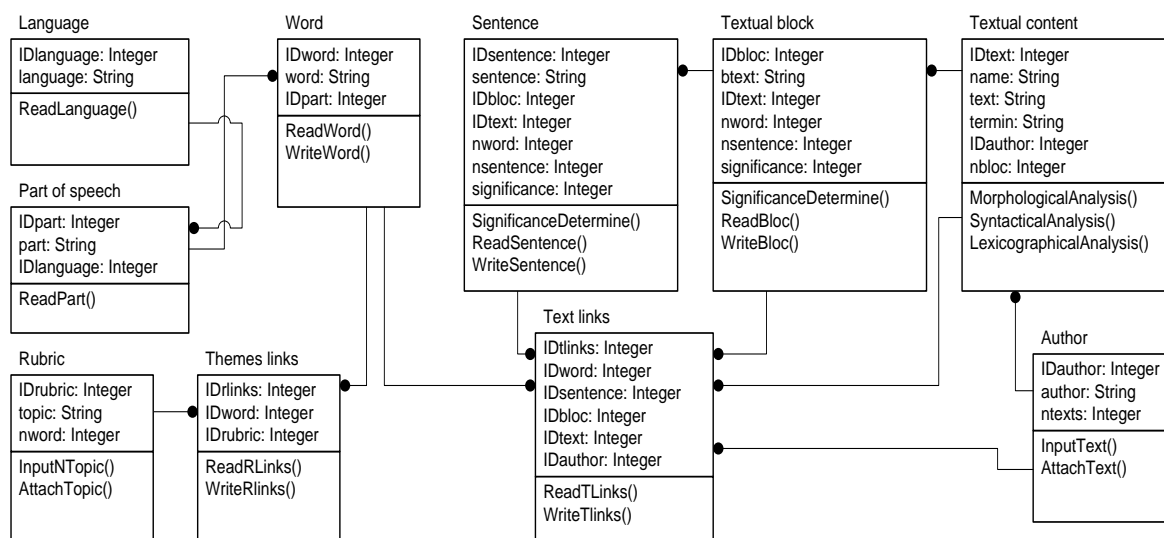 Language
IDlanguage: Integer
language: String
ReadLanguage()
Word
IDword: Integer
word: String
IDpart: Integer
ReadWord()
WriteWord()
Sentence
IDsentence: Integer
sentence: String
IDbloc: Integer
IDtext: Integer
nword: Integer
nsentence: Integer
significance: Integer
SignificanceDetermine()
ReadSentence()
WriteSentence()
Textual block
IDbloc: Integer
btext: String
IDtext: Integer
nword: Integer
nsentence: Integer
significance: Integer
SignificanceDetermine()
ReadBloc()
WriteBloc()
Textual content
IDtext: Integer
name: String
text: String
termin: String
IDauthor: Integer
nbloc: Integer
MorphologicalAnalysis()
SyntacticalAnalysis()
LexicographicalAnalysis()
Part of speech
IDpart: Integer
part: String
IDlanguage: Integer
ReadPart()
Rubric
IDrubric: Integer
topic: String
nword: Integer
InputNTopic()
AttachTopic()
Themes links
IDrlinks: Integer
IDword: Integer
IDrubric: Integer
ReadRLinks()
WriteRlinks()
Text links
IDtlinks: Integer
IDword: Integer
IDsentence: Integer
IDbloc: Integer
IDtext: Integer
IDauthor: Integer
ReadTLinks()
WriteTlinks()
Author
IDauthor: Integer
author: String
ntexts: Integer
InputText()
AttachText()